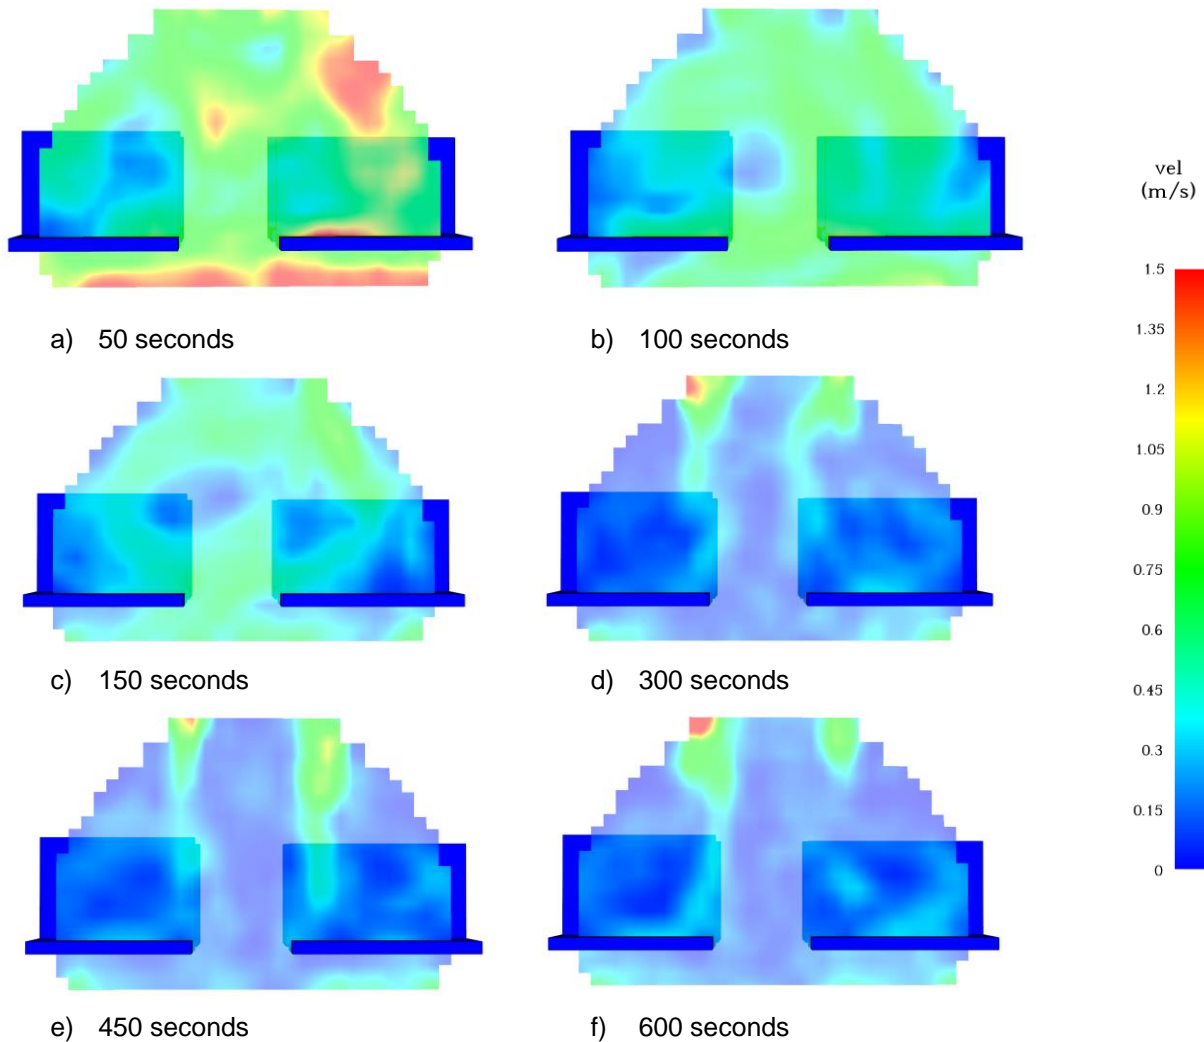 a) 50 seconds
b) 100 seconds
vel
(m/s)
1.5
1.35
1.2
1.05
0.9
0.75
0.6
0.45
0.3
0.15
0
c) 150 seconds
d) 300 seconds
e) 450 seconds
f) 600 seconds